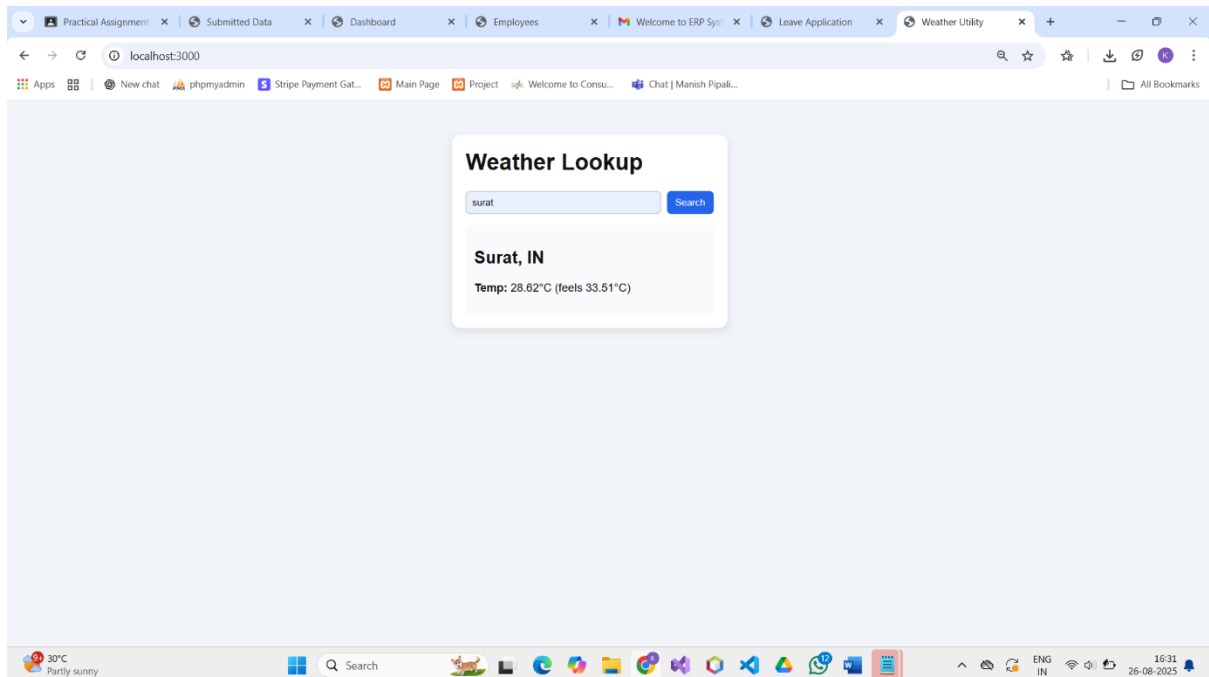 Practical Assignment Submitted Data Dashboard Employees Welcome to ERP Sys Leave Application Weather Utility
localhost:3000
Apps New chat phpmyadmin Stripe Payment Gat... Main Page Project Welcome to Consu... Chat | Manish Pipali... All Bookmarks
Weather Lookup
surat Search
Surat, IN
Temp: 28.62°C (feels 33.51°C)
30°C
Partly sunny
Search
ENG
IN
16:31
26-08-2025